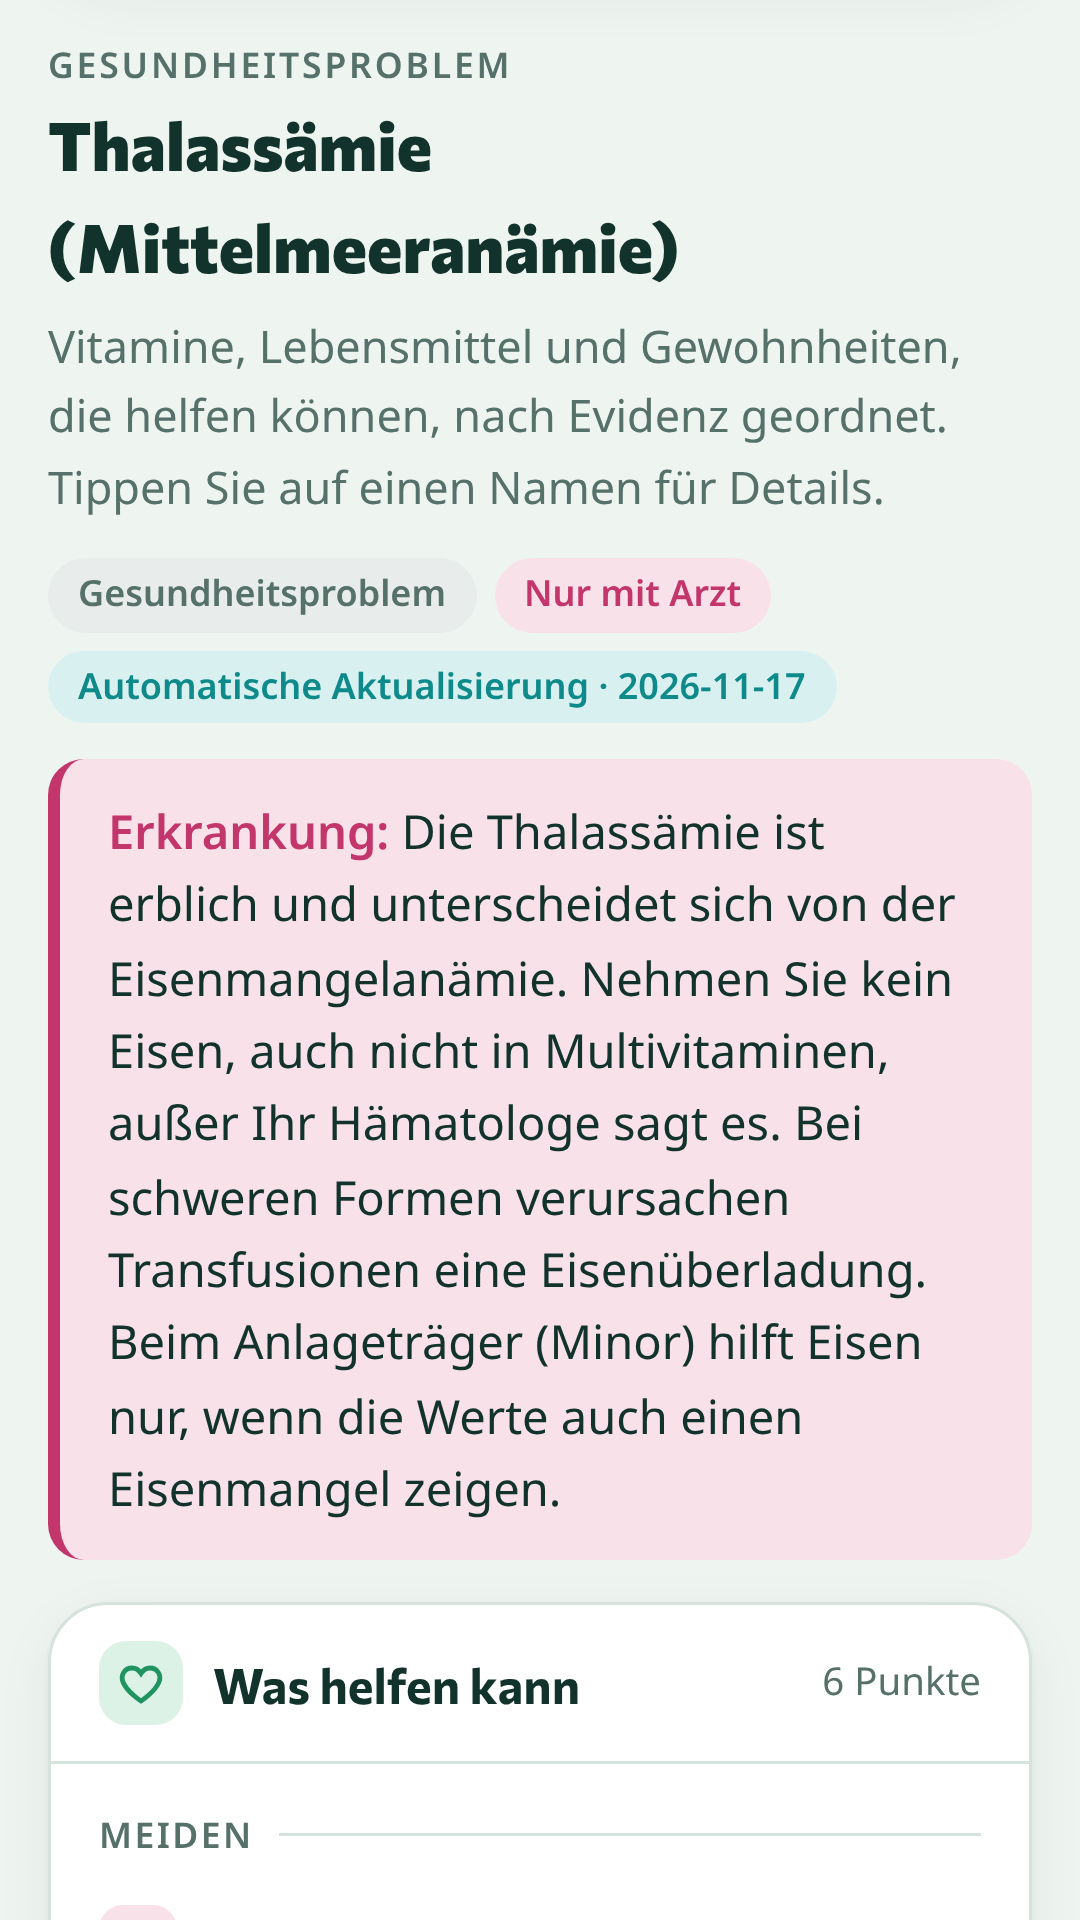 GESUNDHEITSPROBLEM
Thalassämie
(Mittelmeeranämie)
Vitamine, Lebensmittel und Gewohnheiten,
die helfen können, nach Evidenz geordnet.
Tippen Sie auf einen Namen für Details.
Gesundheitsproblem
Nur mit Arzt
Automatische Aktualisierung · 2026-11-17
Erkrankung: Die Thalassämie ist
erblich und unterscheidet sich von der
Eisenmangelanämie. Nehmen Sie kein
Eisen, auch nicht in Multivitaminen,
außer Ihr Hämatologe sagt es. Bei
schweren Formen verursachen
Transfusionen eine Eisenüberladung.
Beim Anlageträger (Minor) hilft Eisen
nur, wenn die Werte auch einen
Eisenmangel zeigen.
Was helfen kann
6 Punkte
MEIDEN